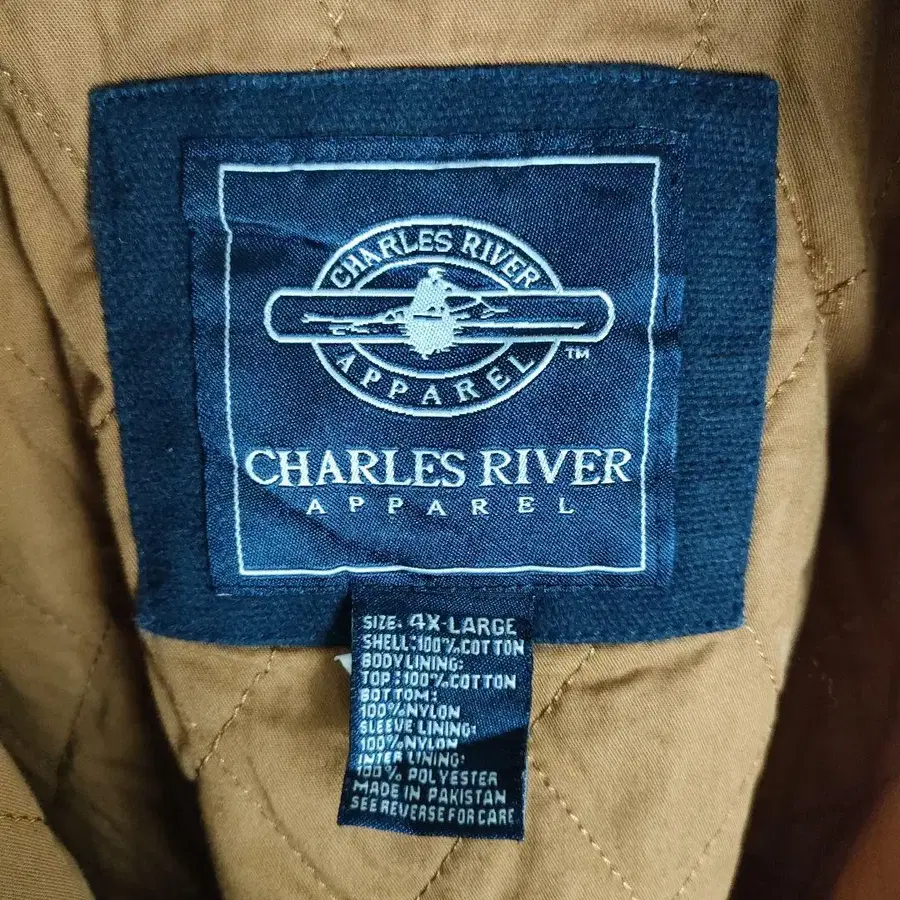 CHARLES RIVER
APPAREL
TM
CHARLES RIVER
APPAREL
SIZE: 4X-LARGE
SHELL:100%COTTON
BODY LINING:
TOP:100%COTTON
BOTTOM:
100%NYLON
SLEEVE LINING:
100%NYLON
INTER LINING:
100% POLYESTER
MADE IN PAKISTAN
SEE REVERSE FOR CARE